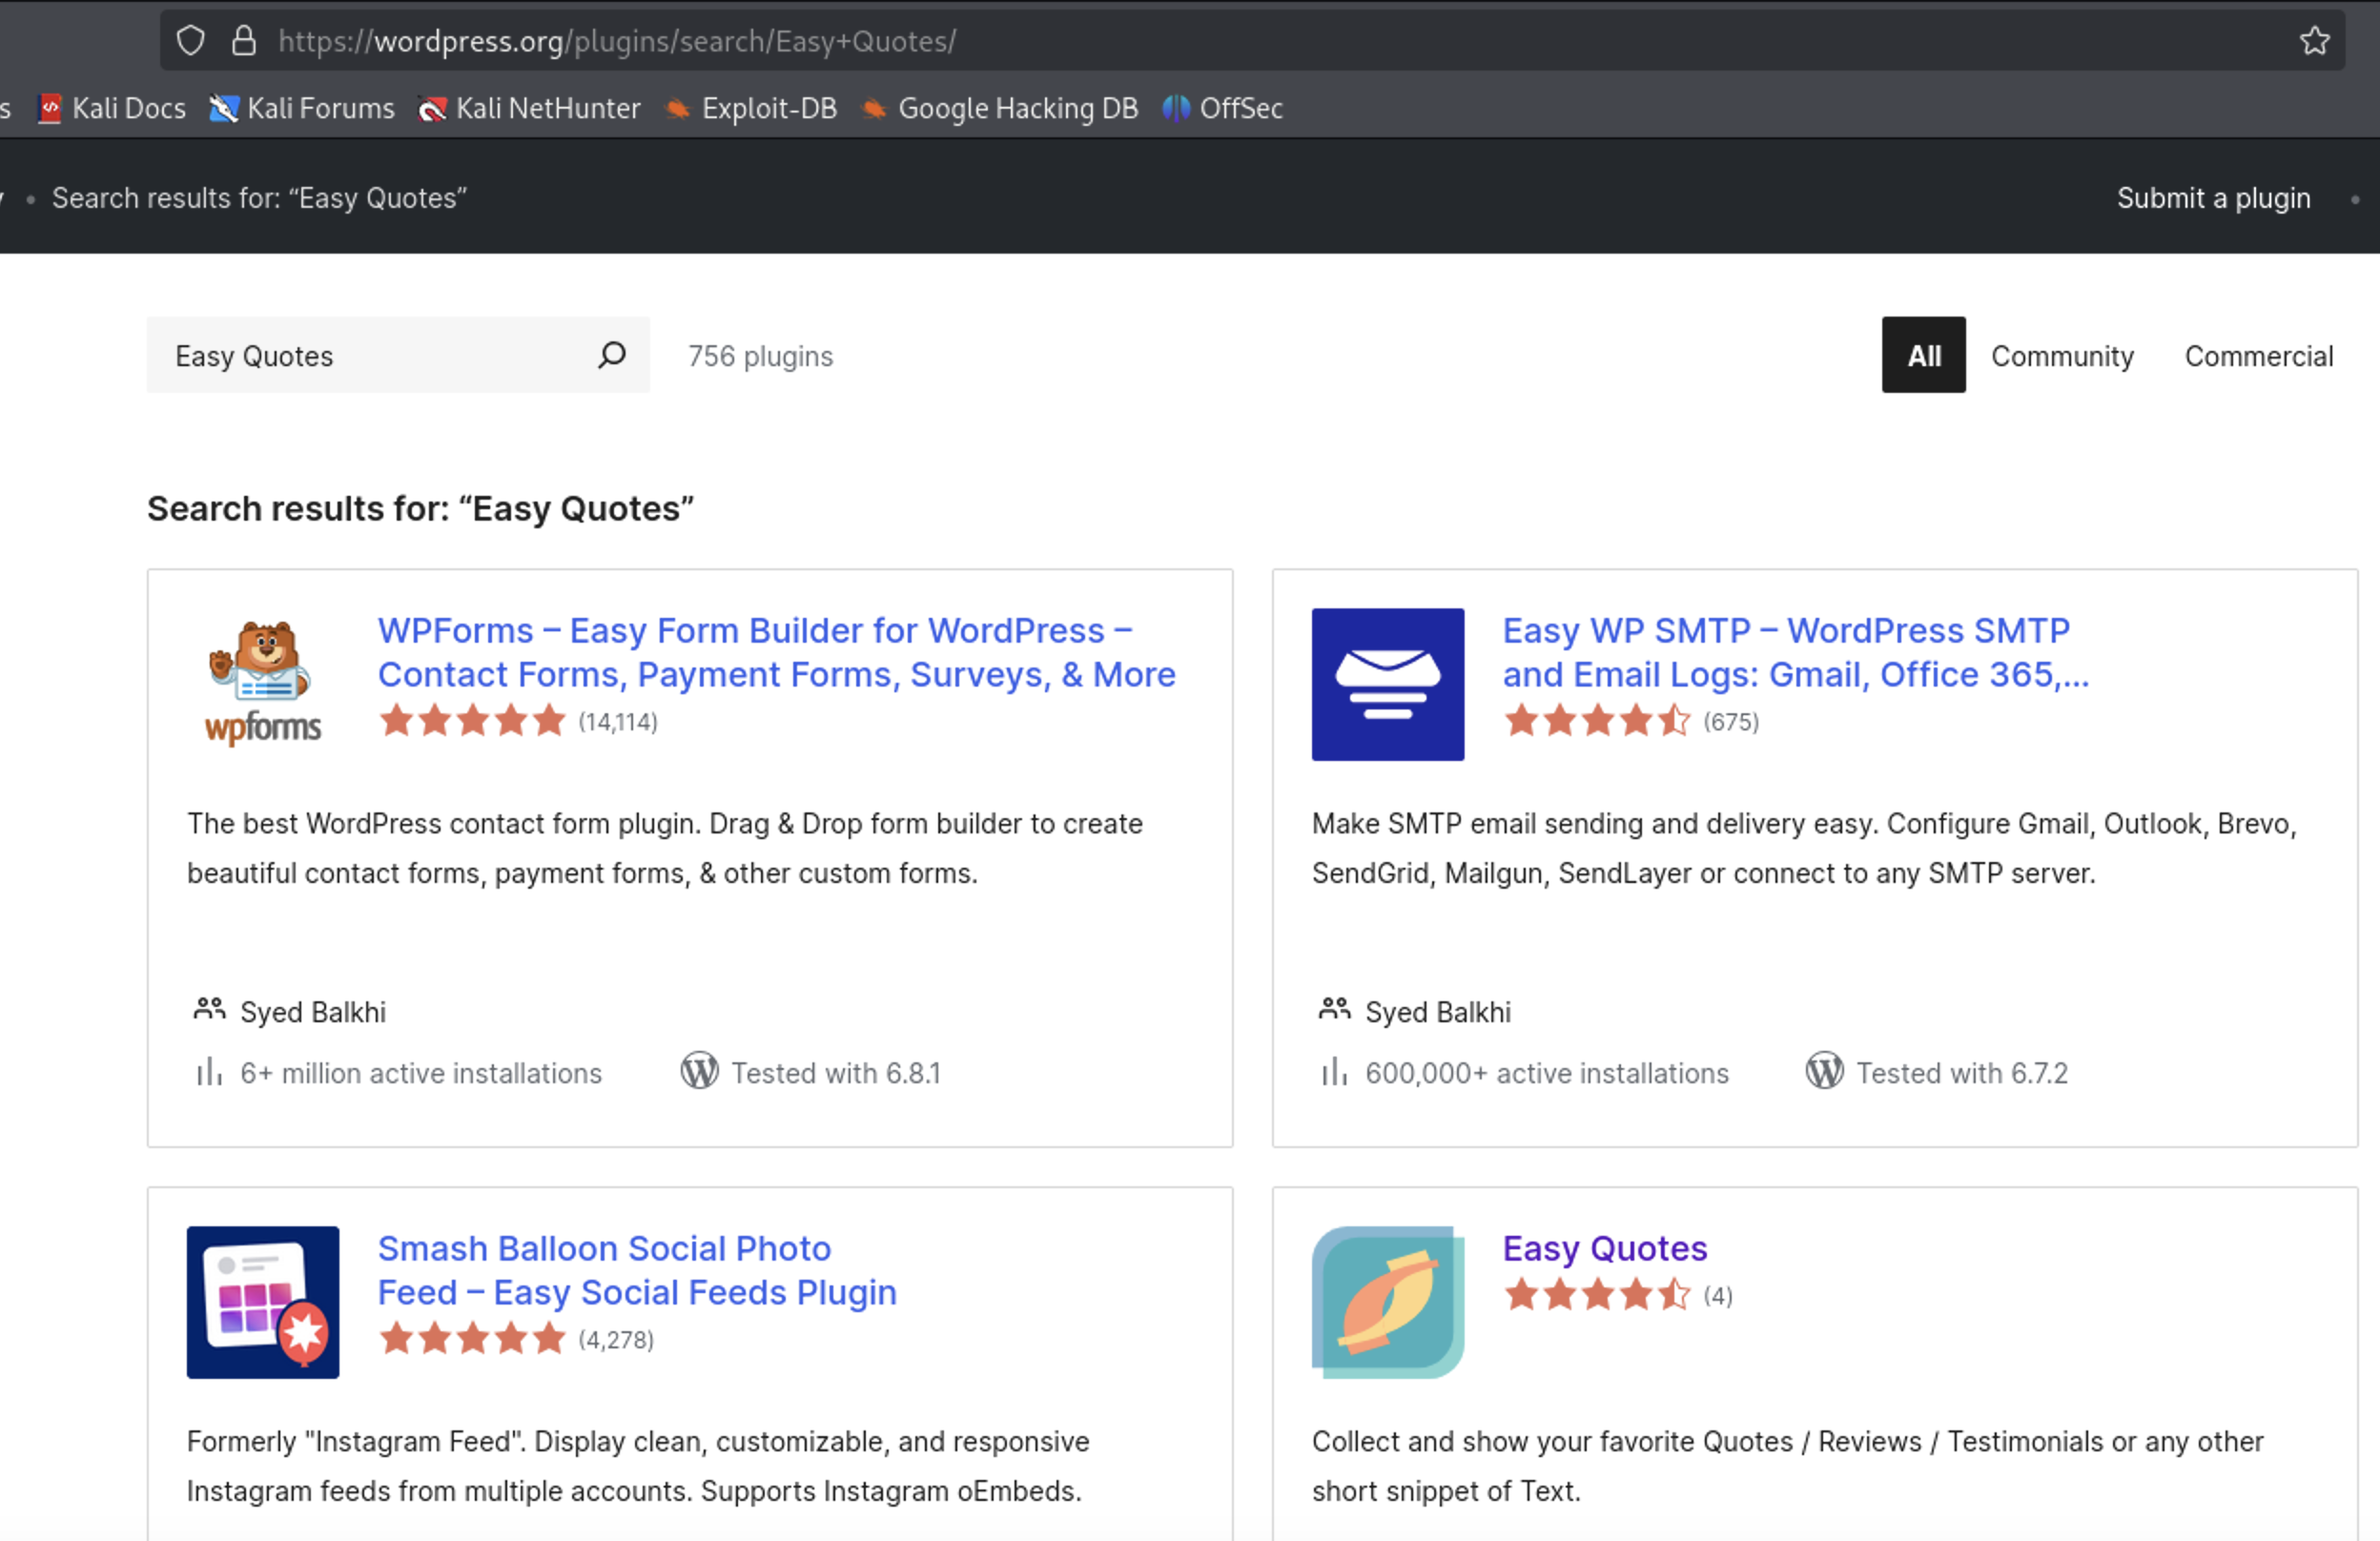 https://wordpress.org/plugins/search/Easy+Quotes/
s Kali Docs Kali Forums Kali NetHunter Exploit-DB Google Hacking DB OffSec
• Search results for: “Easy Quotes” Submit a plugin •
Easy Quotes 756 plugins All Community Commercial
Search results for: “Easy Quotes”
wpforms
WPForms – Easy Form Builder for WordPress –
Contact Forms, Payment Forms, Surveys, & More
(14,114)
The best WordPress contact form plugin. Drag & Drop form builder to create
beautiful contact forms, payment forms, & other custom forms.
Syed Balkhi
6+ million active installations Tested with 6.8.1
Easy WP SMTP – WordPress SMTP
and Email Logs: Gmail, Office 365,...
(675)
Make SMTP email sending and delivery easy. Configure Gmail, Outlook, Brevo,
SendGrid, Mailgun, SendLayer or connect to any SMTP server.
Syed Balkhi
600,000+ active installations Tested with 6.7.2
Smash Balloon Social Photo
Feed – Easy Social Feeds Plugin
(4,278)
Formerly "Instagram Feed". Display clean, customizable, and responsive
Instagram feeds from multiple accounts. Supports Instagram oEmbeds.
Easy Quotes
(4)
Collect and show your favorite Quotes / Reviews / Testimonials or any other
short snippet of Text.